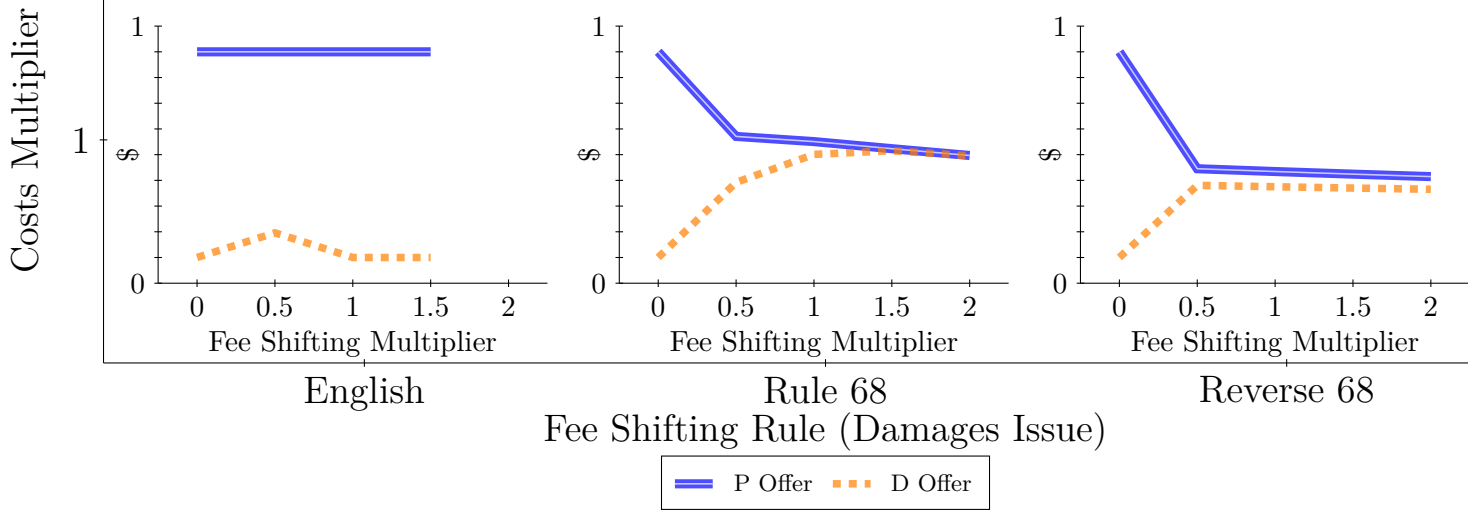 Costs Multiplier
1
1
$
0
0 0.5 1 1.5 2
Fee Shifting Multiplier
1
$
0
0 0.5 1 1.5 2
Fee Shifting Multiplier
1
$
0
0 0.5 1 1.5 2
Fee Shifting Multiplier
English Rule 68 Reverse 68
Fee Shifting Rule (Damages Issue)
P Offer D Offer